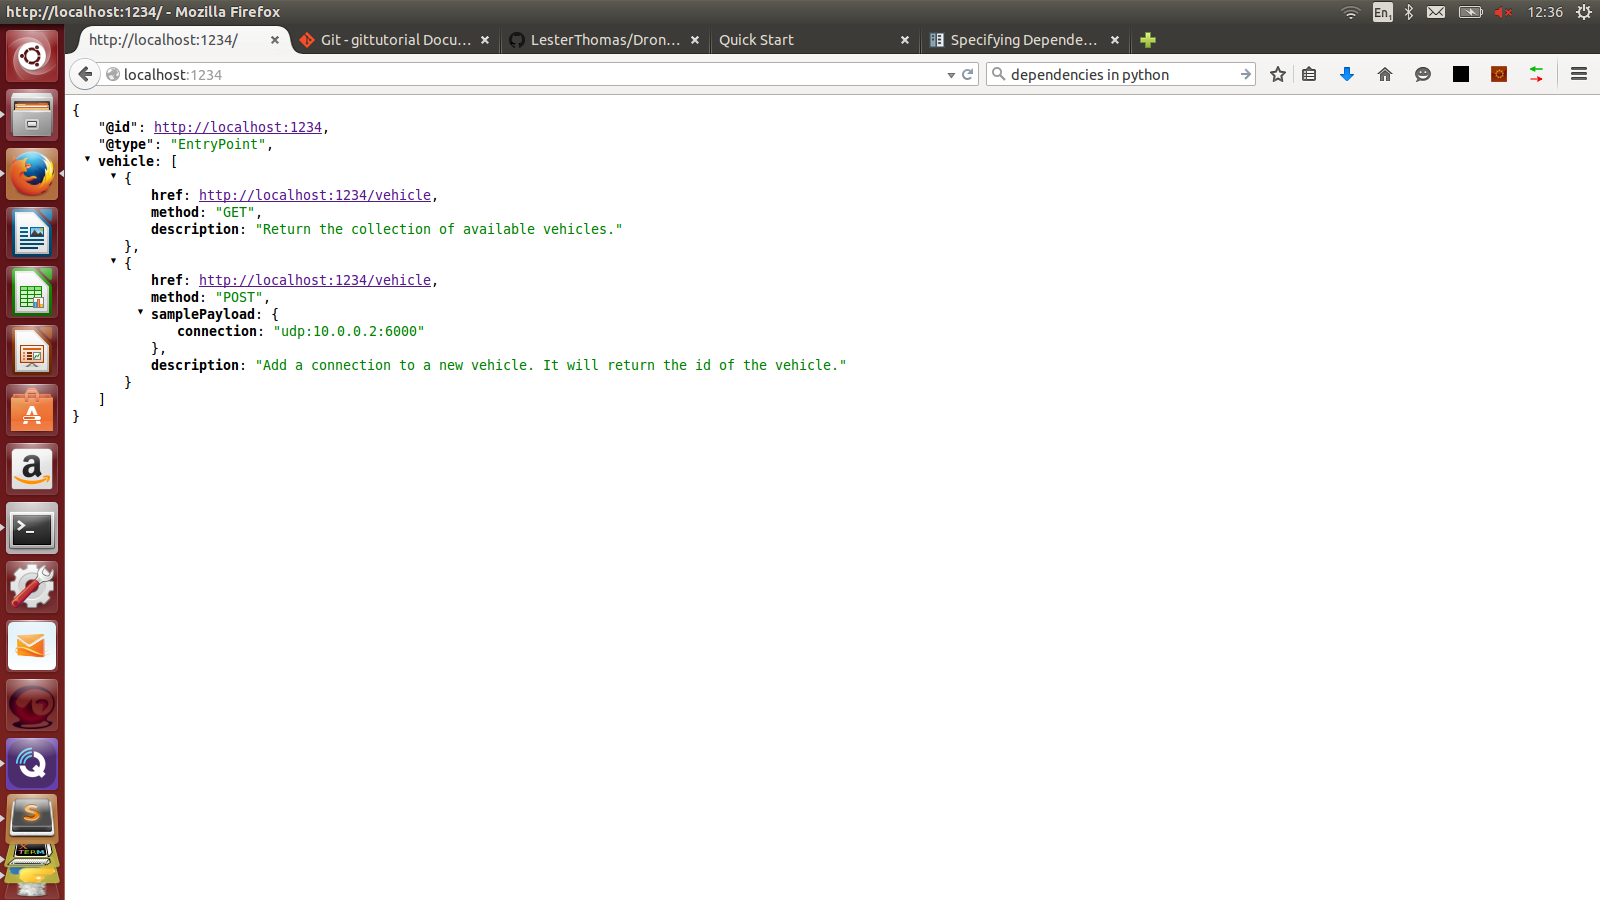 http://localhost:1234/ - Mozilla Firefox
En1
12:36
http://localhost:1234/
Git - gittutorial Docu...
LesterThomas/Dron...
Quick Start
Specifying Depende...
localhost:1234
dependencies in python
{
"@id": http://localhost:1234,
"@type": "EntryPoint",
vehicle: [
{
href: http://localhost:1234/vehicle,
method: "GET",
description: "Return the collection of available vehicles."
},
{
href: http://localhost:1234/vehicle,
method: "POST",
samplePayload: {
connection: "udp:10.0.0.2:6000"
},
description: "Add a connection to a new vehicle. It will return the id of the vehicle."
}
]
}
a
>_
S
XTERM